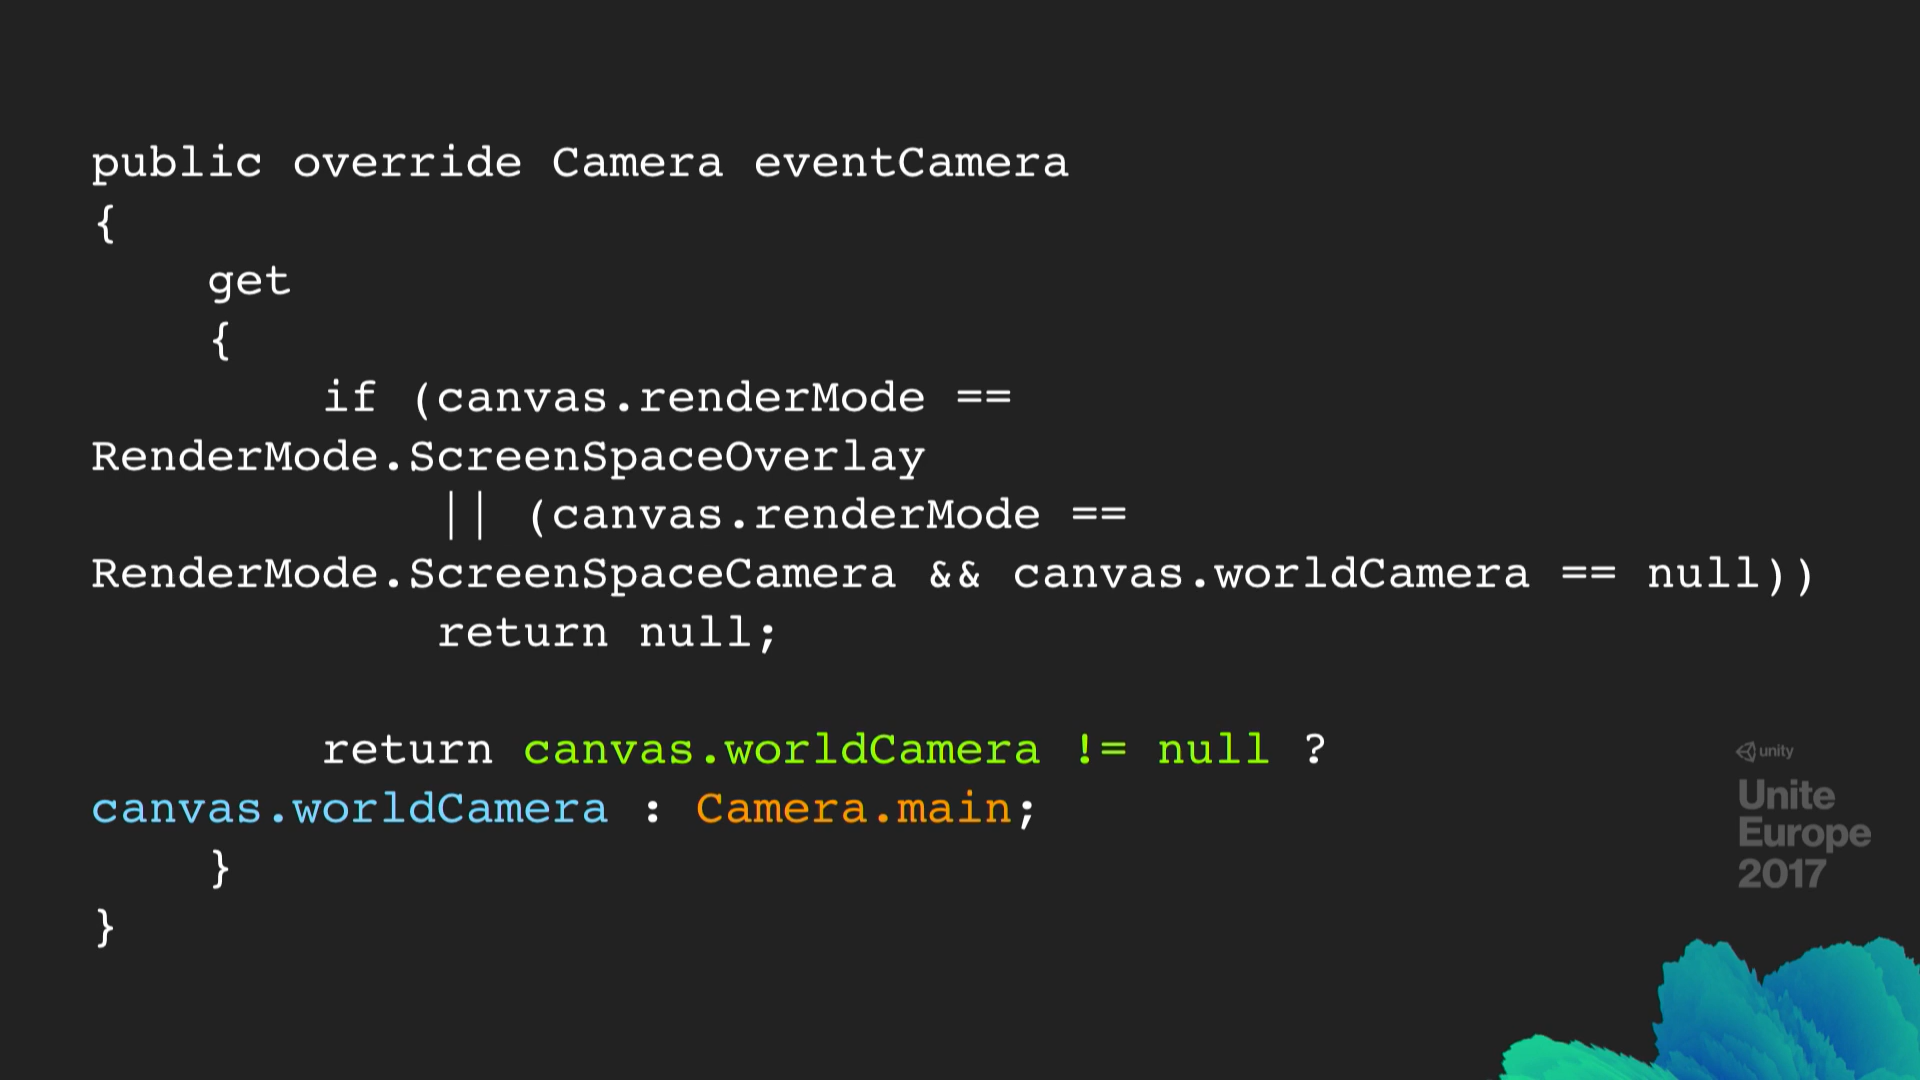 public override Camera eventCamera
{
    get
    {
        if (canvas.renderMode ==
RenderMode.ScreenSpaceOverlay
            || (canvas.renderMode ==
RenderMode.ScreenSpaceCamera && canvas.worldCamera == null))
            return null;

        return canvas.worldCamera != null ?
canvas.worldCamera : Camera.main;
    }
}
unity
Unite
Europe
2017